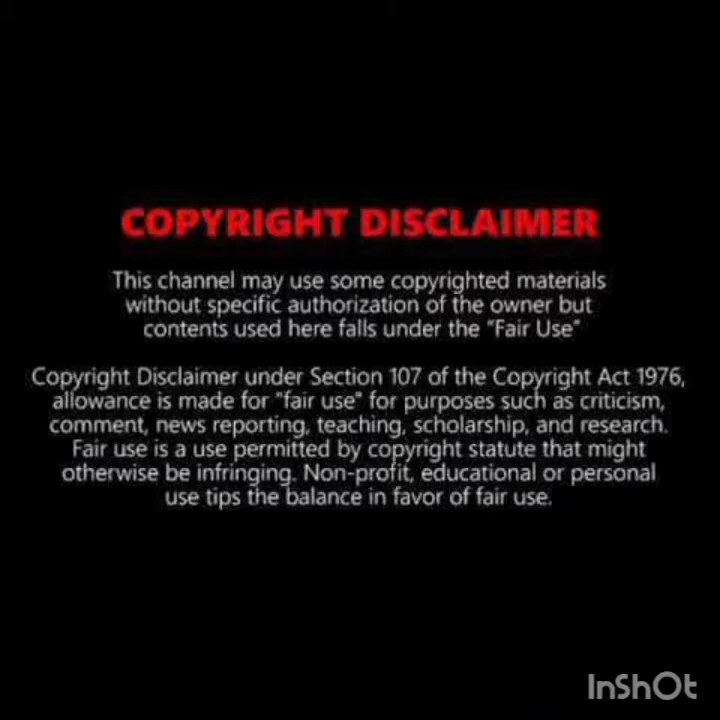 COPYRIGHT DISCLAIMER
This channel may use some copyrighted materials
without specific authorization of the owner but
contents used here falls under the "Fair Use"
Copyright Disclaimer under Section 107 of the Copyright Act 1976,
allowance is made for "fair use" for purposes such as criticism,
comment, news reporting, teaching, scholarship, and research.
Fair use is a use permitted by copyright statute that might
otherwise be infringing. Non-profit, educational or personal
use tips the balance in favor of fair use.
InShOt